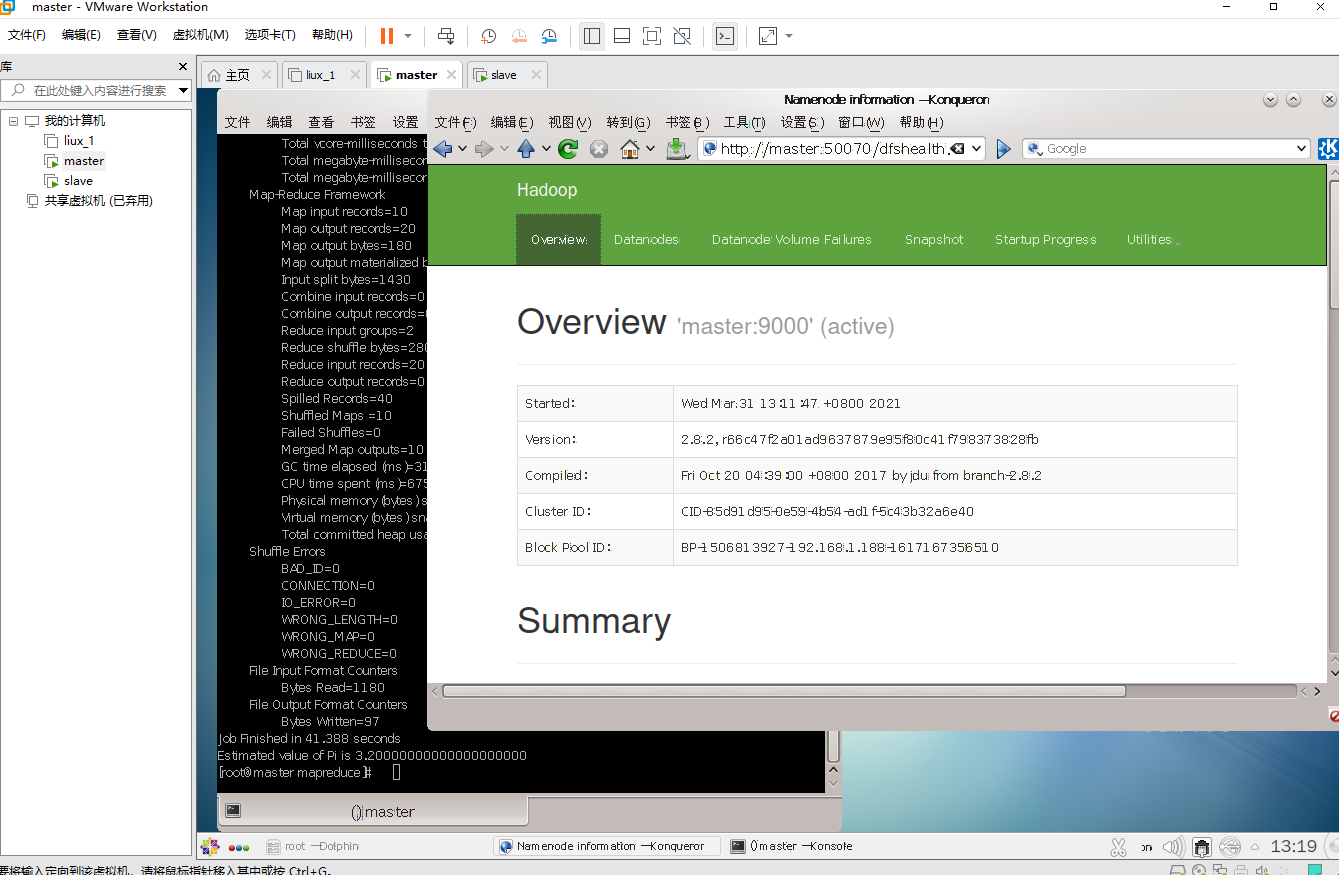 master - VMware Workstation
文件(F) 编辑(E) 查看(V) 虚拟机(M) 选项卡(T) 帮助(H)
库
在此处键入内容进行搜索
我的计算机
liux_1
master
slave
共享虚拟机 (已弃用)
主页 liux_1 master slave
文件 编辑 查看 书签 设置
Total vcore-milliseconds t
Total megabyte-millisecon
Total megabyte-millisecon
Map-Reduce Framework
Map input records=10
Map output records=20
Map output bytes=180
Map output materialized b
Input split bytes=1430
Combine input records=0
Combine output records=
Reduce input groups=2
Reduce shuffle bytes=280
Reduce input records=20
Reduce output records=0
Spilled Records=40
Shuffled Maps =10
Failed Shuffles=0
Merged Map outputs=10
GC time elapsed (ms)=31
CPU time spent (ms)=675
Physical memory (bytes) s
Virtual memory (bytes) sna
Total committed heap usa
Shuffle Errors
BAD_ID=0
CONNECTION=0
IO_ERROR=0
WRONG_LENGTH=0
WRONG_MAP=0
WRONG_REDUCE=0
File Input Format Counters
Bytes Read=1180
File Output Format Counters
Bytes Written=97
Job Finished in 41.388 seconds
Estimated value of Pi is 3.20000000000000000000
[root@master mapreduce]#
() master
Namenode information – Konqueror
文件(F) 编辑(E) 视图(V) 转到(G) 书签(B) 工具(T) 设置(S) 窗口(W) 帮助(H)
http://master:50070/dfshealth. Google
Hadoop
Overview Datanodes Datanode Volume Failures Snapshot Startup Progress Utilities
Overview 'master:9000' (active)
Started: Wed Mar 31 13:11:47 +0800 2021
Version: 2.8.2, r66c47f2a01ad9637879e95f80c41f798373828fb
Compiled: Fri Oct 20 04:39:00 +0800 2017 by jdu from branch-2.8.2
Cluster ID: CID-85d91d95-0e59-4b54-ad1f-5c43b32a6e40
Block Pool ID: BP-1506813927-192.168.1.188-1617167356510
Summary
root – Dolphin Namenode information – Konqueror () master – Konsole 13:19
要将输入定向到该虚拟机，请将鼠标指针移入其中或按 Ctrl+G。